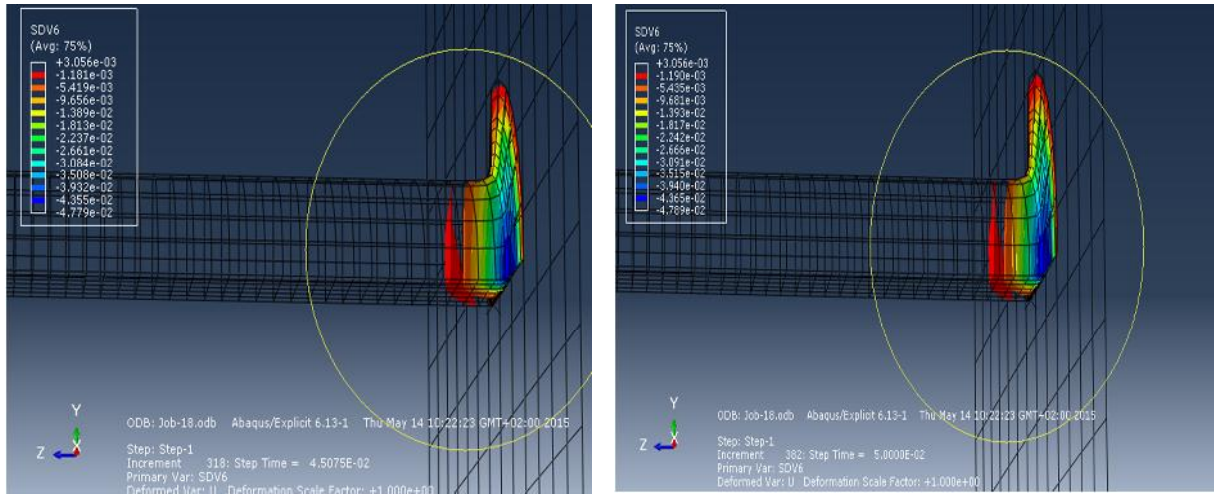 SDV6
(Avg: 75%)
+3.056e-03
-1.181e-03
-5.419e-03
-9.656e-03
-1.389e-02
-1.813e-02
-2.237e-02
-2.661e-02
-3.084e-02
-3.508e-02
-3.932e-02
-4.355e-02
-4.779e-02
Y
Z
X
ODB: Job-18.odb Abaqus/Explicit 6.13-1 Thu May 14 10:22:23 GMT+02:00 2015
Step: Step-1
Increment 318: Step Time = 4.5075E-02
Primary Var: SDV6
Deformed Var: U Deformation Scale Factor: +1.000e+00
SDV6
(Avg: 75%)
+3.056e-03
-1.190e-03
-5.435e-03
-9.681e-03
-1.393e-02
-1.817e-02
-2.242e-02
-2.666e-02
-3.091e-02
-3.515e-02
-3.940e-02
-4.365e-02
-4.789e-02
Y
Z
X
ODB: Job-18.odb Abaqus/Explicit 6.13-1 Thu May 14 10:22:23 GMT+02:00 2015
Step: Step-1
Increment 382: Step Time = 5.0000E-02
Primary Var: SDV6
Deformed Var: U Deformation Scale Factor: +1.000e+00